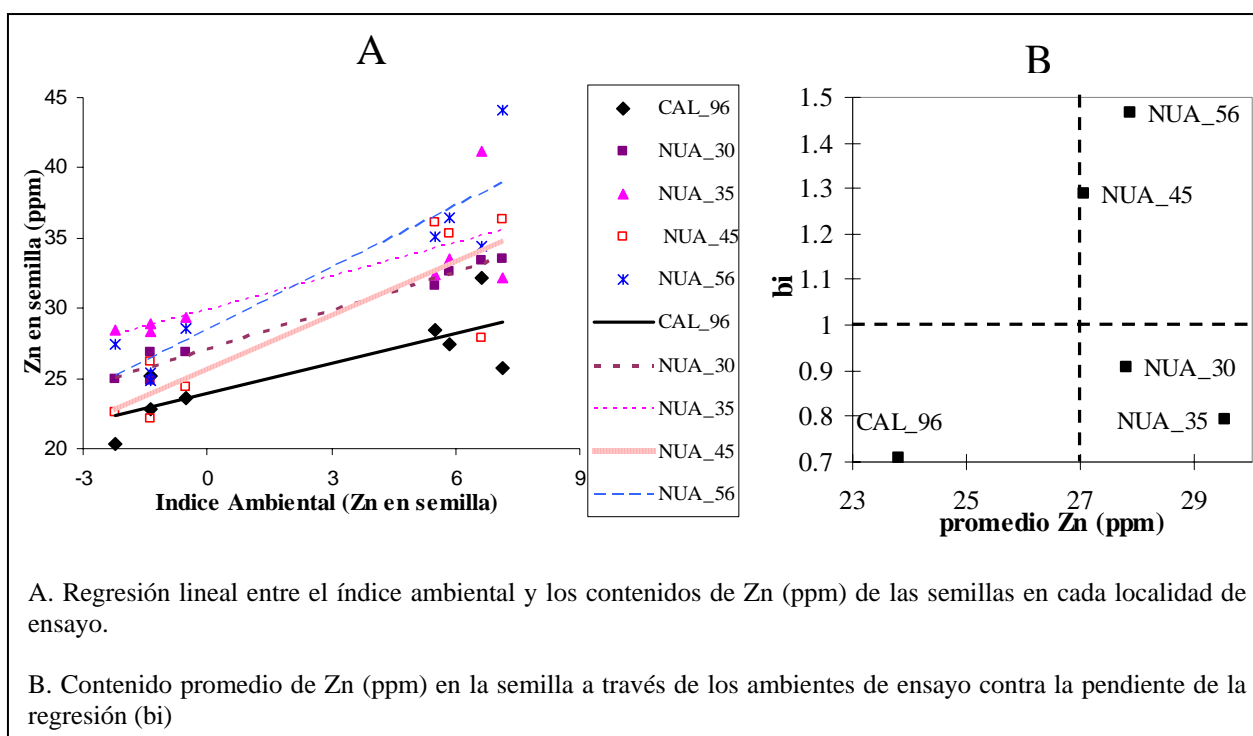 A
Zn en semilla (ppm)
45
40
35
30
25
20
-3
0
3
6
9
Indice Ambiental (Zn en semilla)
CAL_96
NUA_30
NUA_35
NUA_45
NUA_56
CAL_96
NUA_30
NUA_35
NUA_45
NUA_56
B
bi
1.5
1.4
1.3
1.2
1.1
1
0.9
0.8
0.7
NUA_56
NUA_45
NUA_30
NUA_35
CAL_96
23
25
27
29
promedio Zn (ppm)
A. Regresión lineal entre el índice ambiental y los contenidos de Zn (ppm) de las semillas en cada localidad de
ensayo.
B. Contenido promedio de Zn (ppm) en la semilla a través de los ambientes de ensayo contra la pendiente de la
regresión (bi)